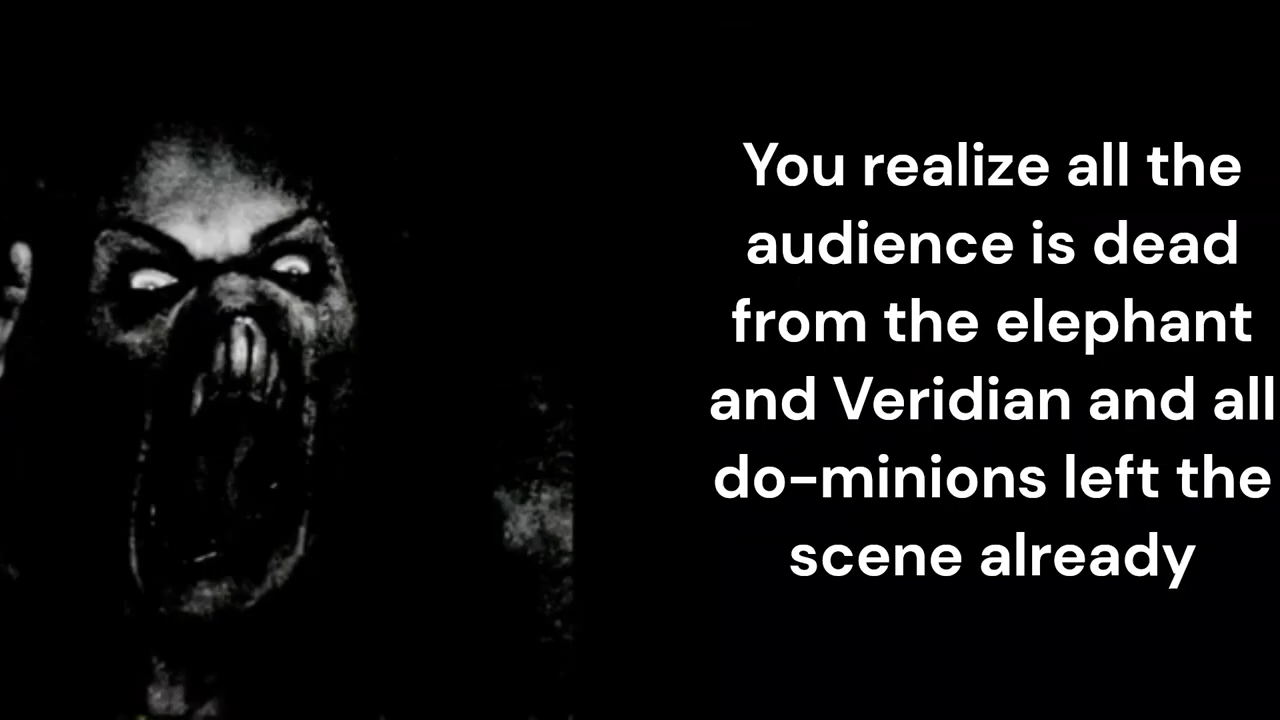 You realize all the
audience is dead
from the elephant
and Veridian and all
do-minions left the
scene already